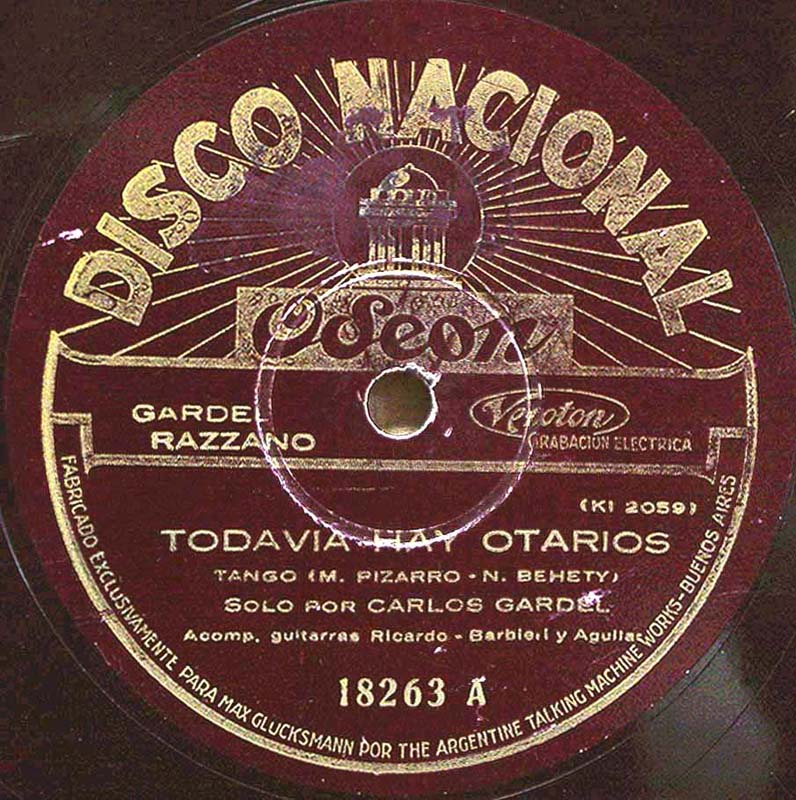 DISCO NACIONAL
Odeon
GARDEL
RAZZANO
Veroton
GRABACION ELECTRICA
(KI 2059)
TODAVIA HAY OTARIOS
TANGO (M. PIZARRO - N. BEHETY)
SOLO POR CARLOS GARDEL
Acomp. guitarras Ricardo - Barbieri y Aguilar
18263 A
FABRICADO EXCLUSIVAMENTE PARA MAX GLUCKSMANN POR THE ARGENTINE TALKING MACHINE WORKS - BUENOS AIRES